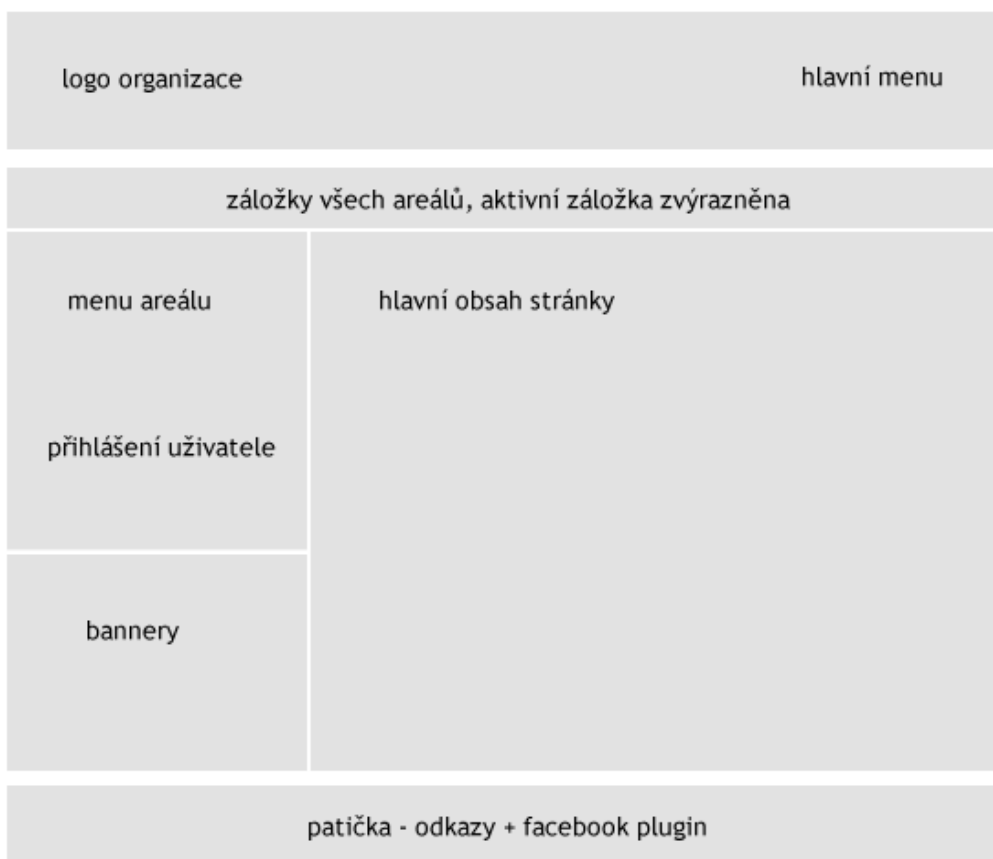 logo organizace
hlavní menu
záložky všech areálů, aktivní záložka zvýrazněna
menu areálu
hlavní obsah stránky
přihlášení uživatele
bannery
patička - odkazy + facebook plugin